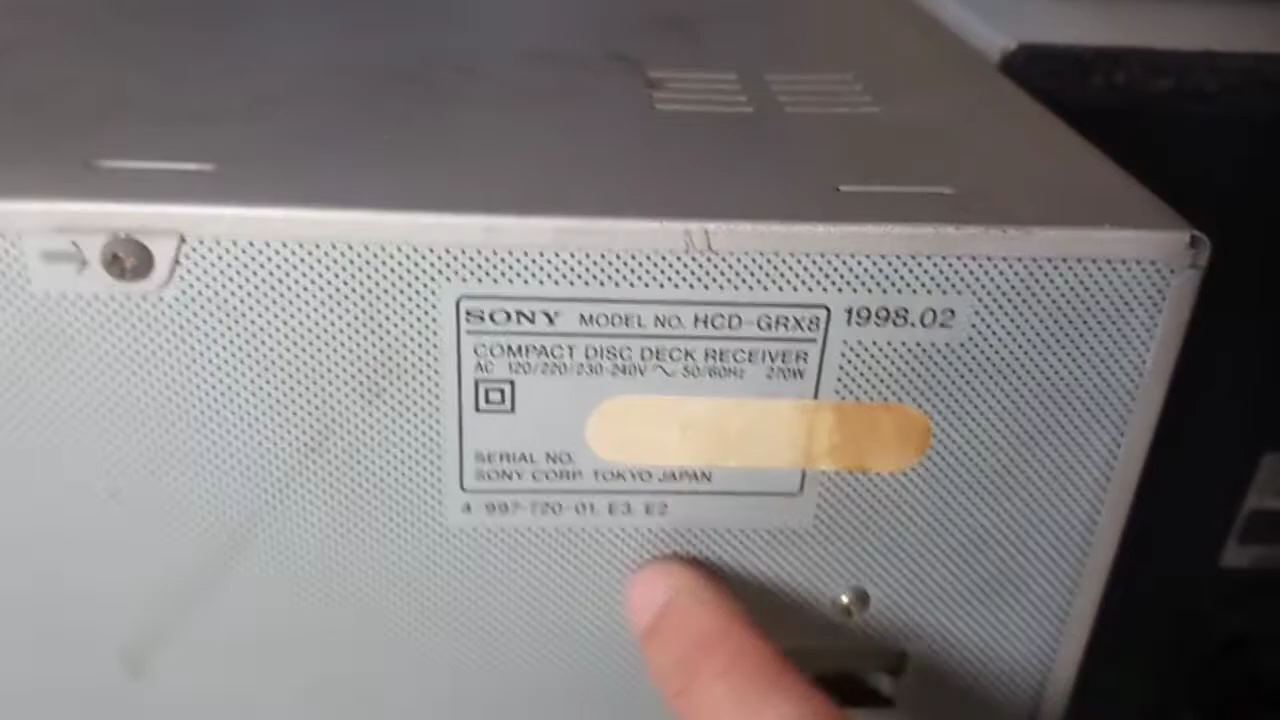 SONY MODEL NO. HCD-GRX8 1998.02
COMPACT DISC DECK RECEIVER
AC 120/220/230-240V ~ 50/60Hz 270W
SERIAL NO.
SONY CORP. TOKYO JAPAN
4-997-720-01. E3, E2